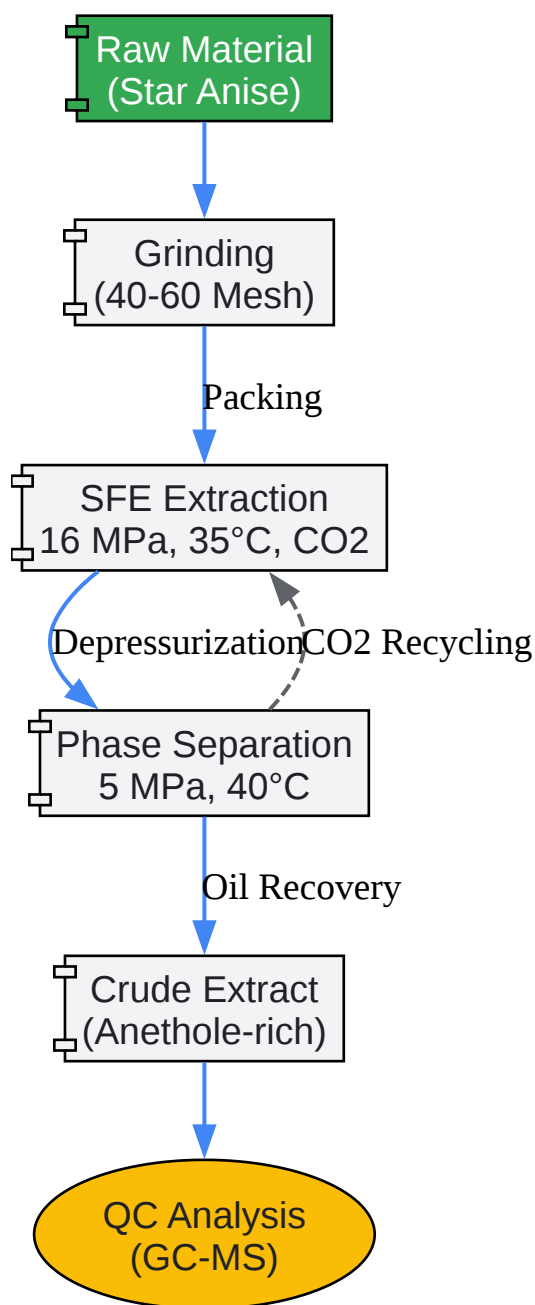 Raw Material
(Star Anise)
Grinding
(40-60 Mesh)
Packing
SFE Extraction
16 MPa, 35°C, CO2
Depressurization
CO2 Recycling
Phase Separation
5 MPa, 40°C
Oil Recovery
Crude Extract
(Anethole-rich)
QC Analysis
(GC-MS)